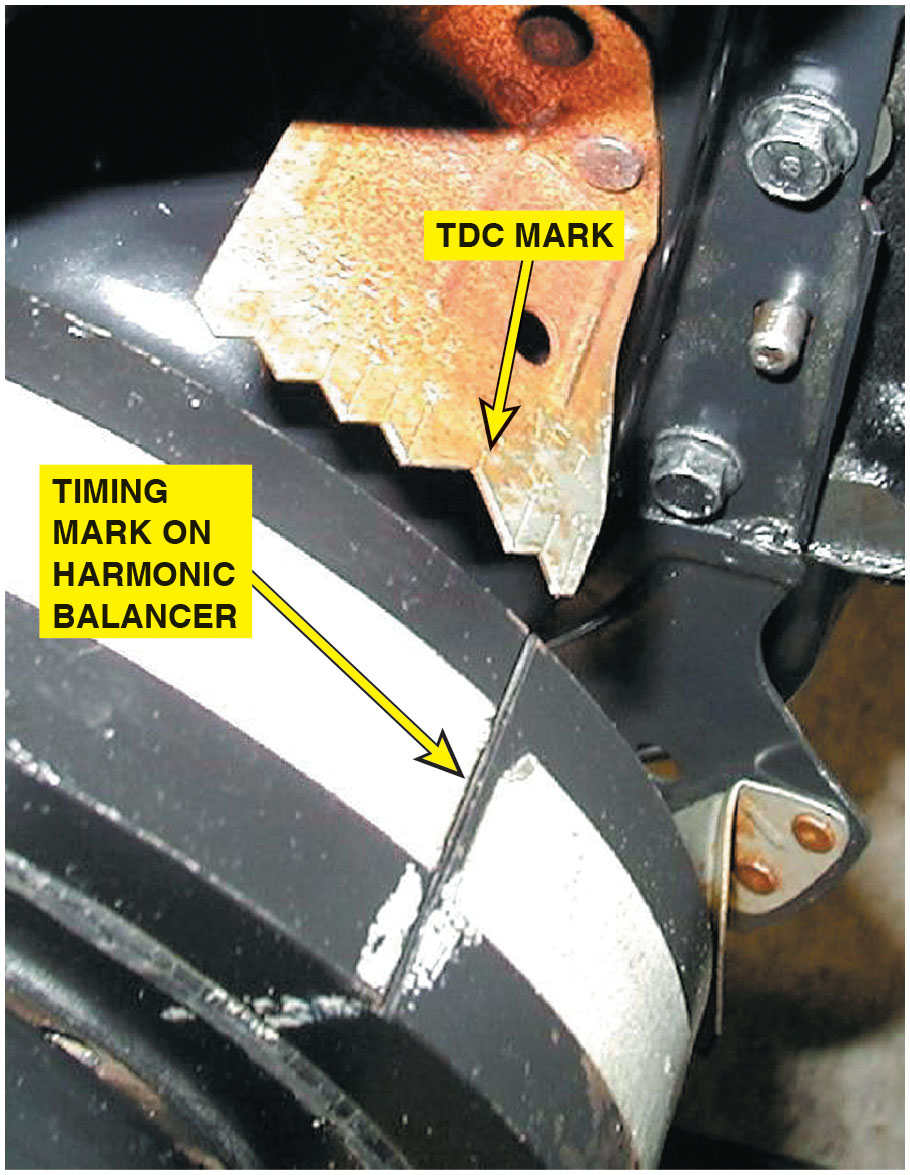 TDC MARK
TIMING
MARK ON
HARMONIC
BALANCER